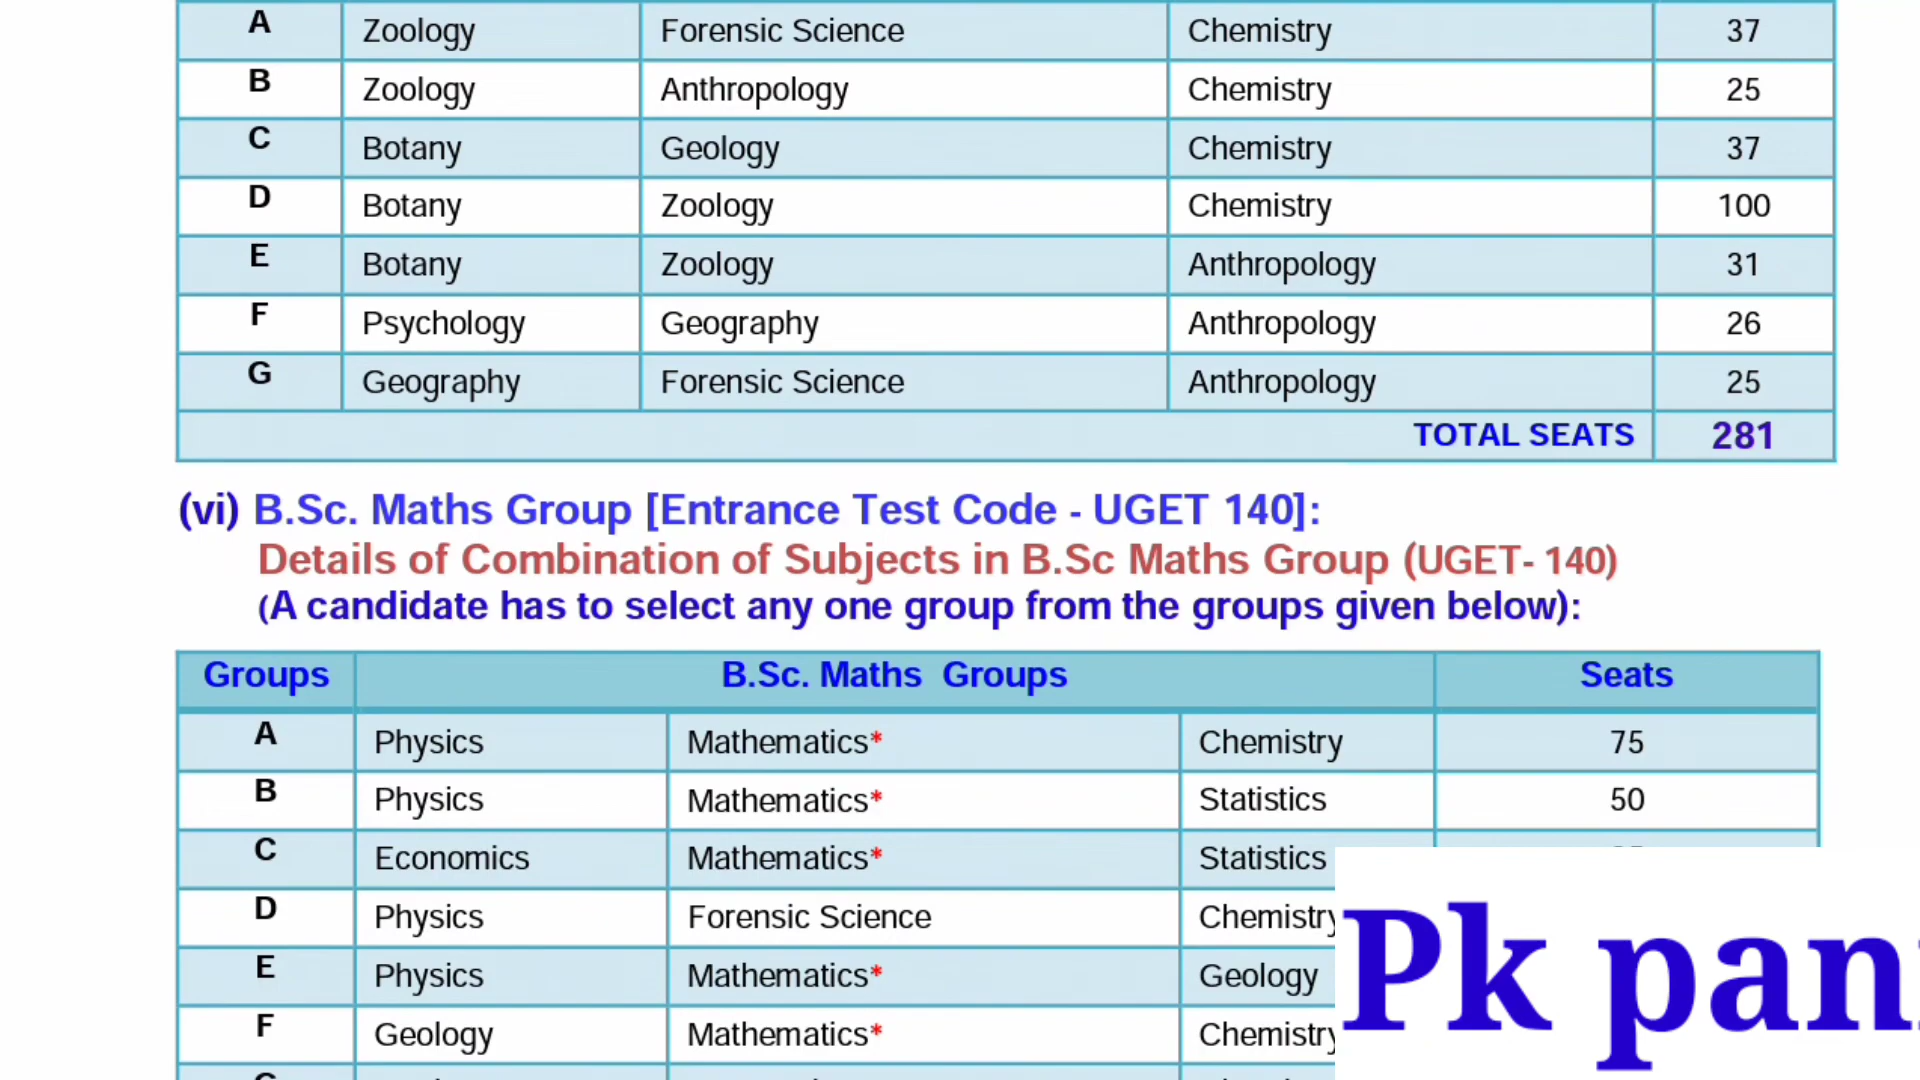 A Zoology Forensic Science Chemistry 37
B Zoology Anthropology Chemistry 25
C Botany Geology Chemistry 37
D Botany Zoology Chemistry 100
E Botany Zoology Anthropology 31
F Psychology Geography Anthropology 26
G Geography Forensic Science Anthropology 25
TOTAL SEATS 281
(vi) B.Sc. Maths Group [Entrance Test Code - UGET 140]:
Details of Combination of Subjects in B.Sc Maths Group (UGET- 140)
(A candidate has to select any one group from the groups given below):
Groups B.Sc. Maths Groups Seats
A Physics Mathematics* Chemistry 75
B Physics Mathematics* Statistics 50
C Economics Mathematics* Statistics
D Physics Forensic Science Chemistry
E Physics Mathematics* Geology
F Geology Mathematics* Chemistry
Pk pan